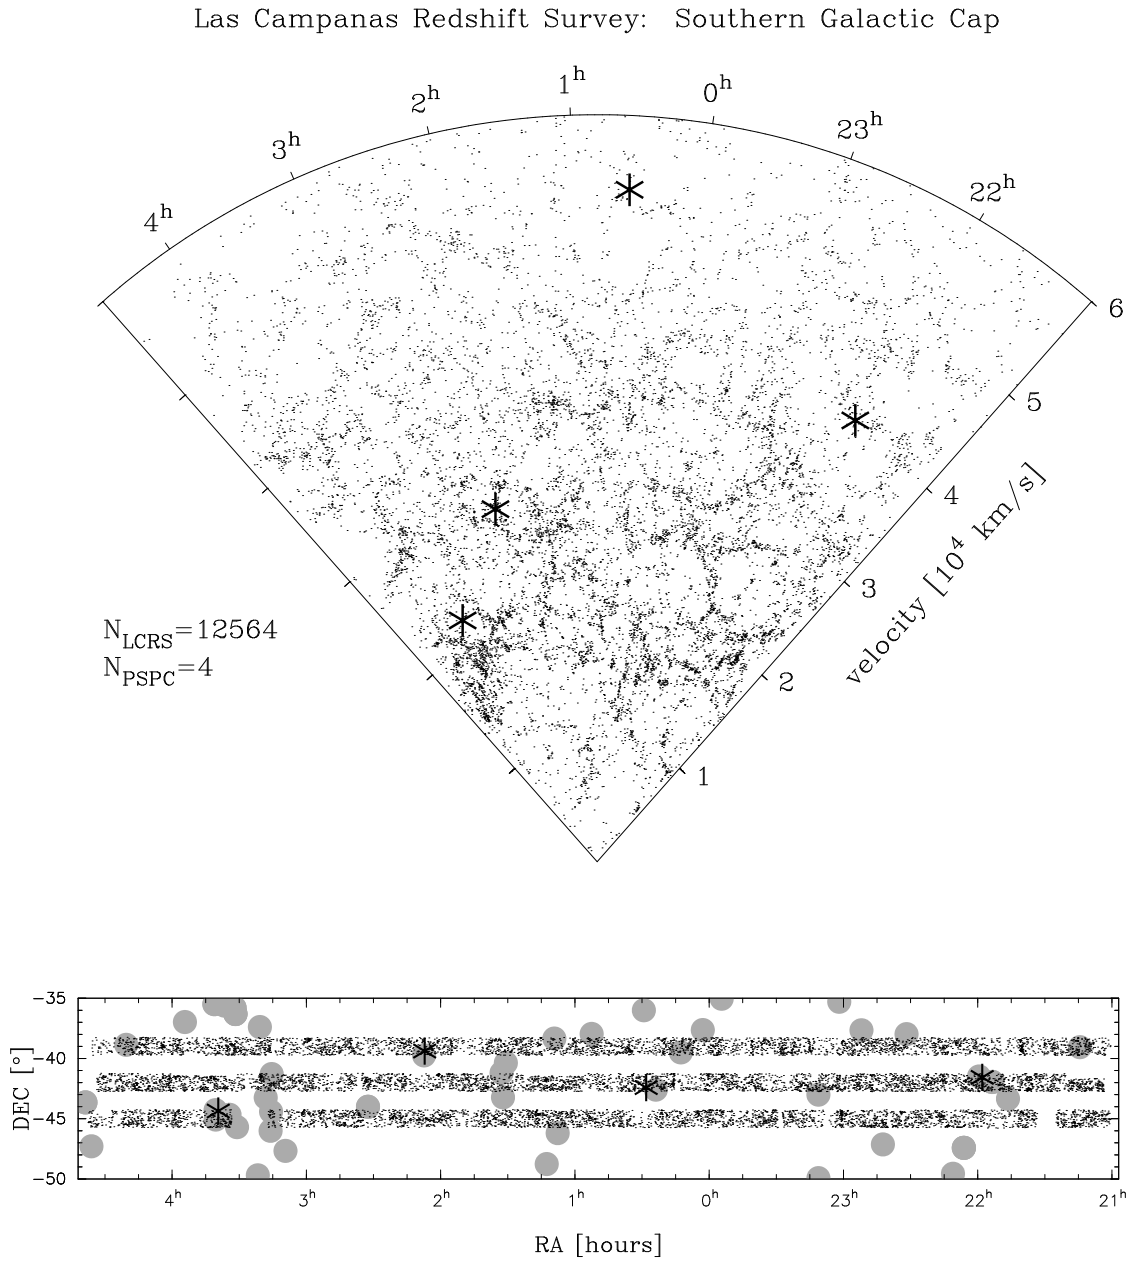 Las Campanas Redshift Survey: Southern Galactic Cap
4h 3h 2h 1h 0h 23h 22h
6
5
4
3
2
1
velocity [10^4 km/s]
N_LCRS=12564
N_PSPC=4
DEC [°]
−35
−40
−45
−50
4h 3h 2h 1h 0h 23h 22h 21h
RA [hours]